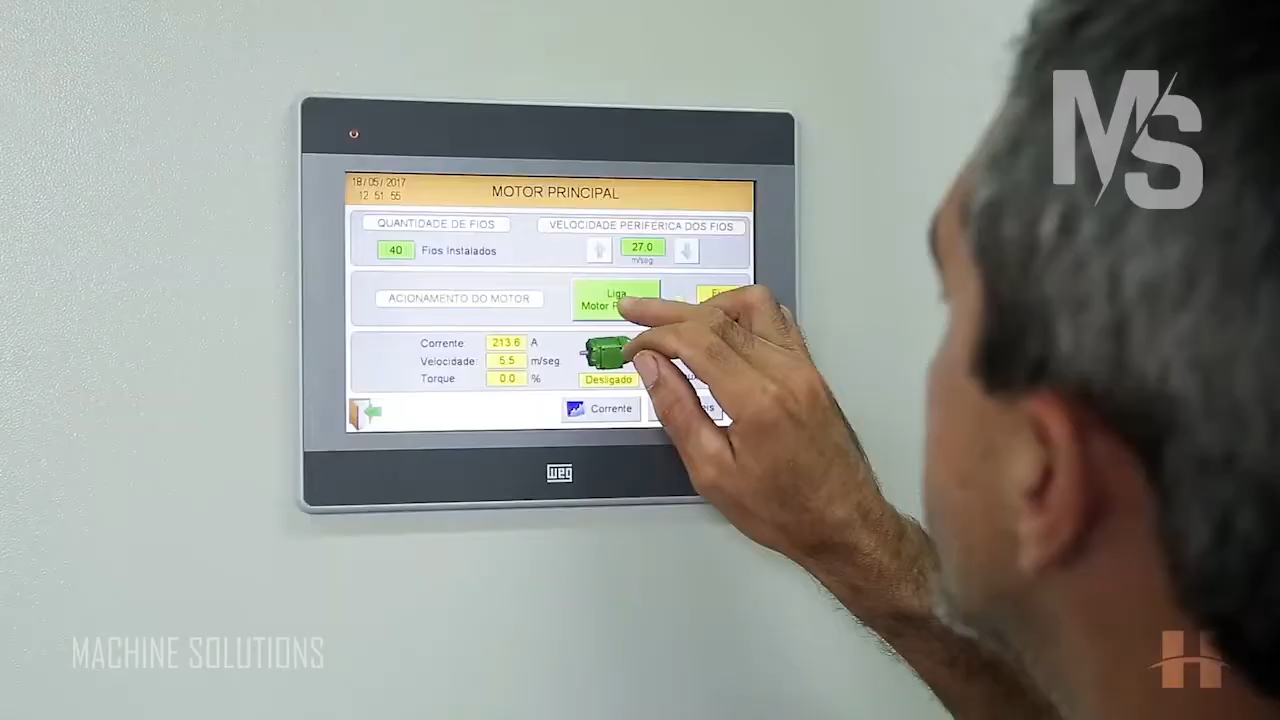 MS
18/05/2017
12 51 55
MOTOR PRINCIPAL
QUANTIDADE DE FIOS
VELOCIDADE PERIFERICA DOS FIOS
40 Fios Instalados
27.0
m/seg
ACIONAMENTO DO MOTOR
Liga
Motor
Corrente: 213.6 A
Velocidade: 5.5 m/seg.
Torque 0.0 %
Desligado
Corrente
WEG
MACHINE SOLUTIONS
H